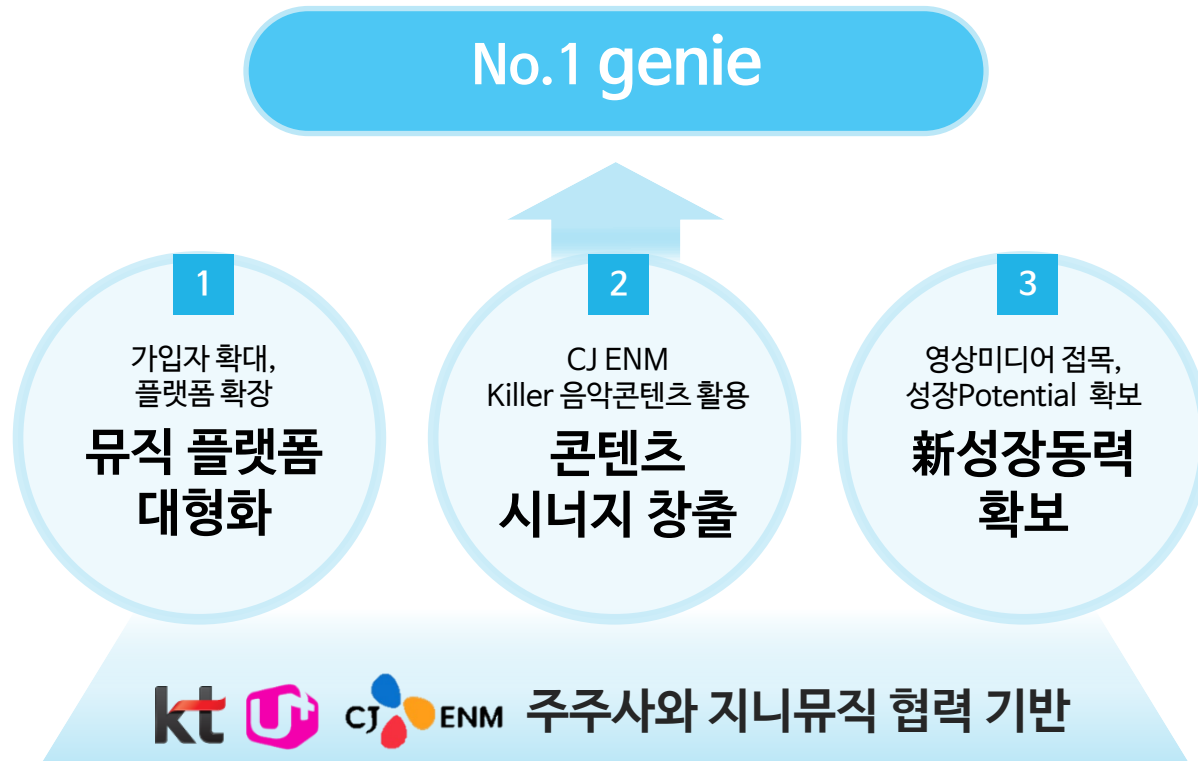 No.1 genie
1
가입자 확대,
플랫폼 확장
뮤직 플랫폼
대형화
2
CJ ENM
Killer 음악콘텐츠 활용
콘텐츠
시너지 창출
3
영상미디어 접목,
성장Potential 확보
新성장동력
확보
kt U+ CJ ENM 주주사와 지니뮤직 협력 기반